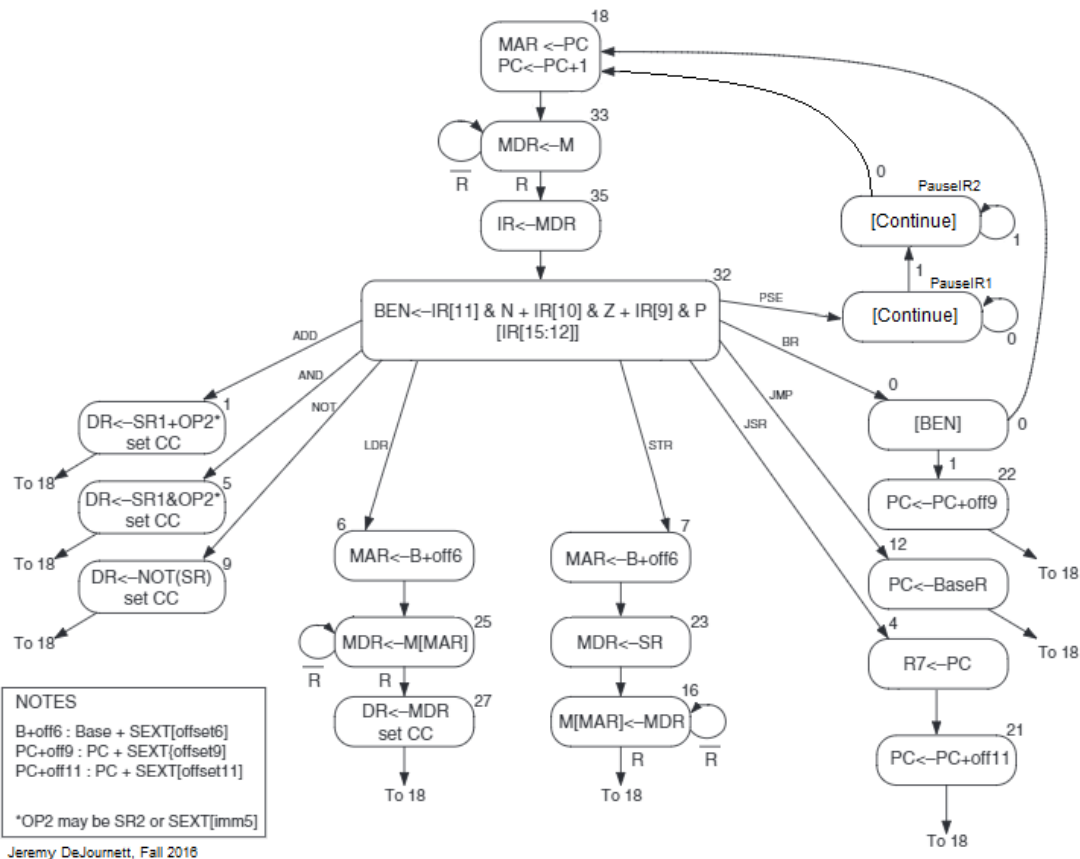 18
MAR <–PC
PC<–PC+1
33
MDR<–M
R
R
35
IR<–MDR
32
BEN<–IR[11] & N + IR[10] & Z + IR[9] & P
[IR[15:12]]
0
PauseIR2
[Continue]
1
1
PauseIR1
[Continue]
0
PSE
BR
JMP
JSR
ADD
AND
NOT
LDR
STR
1
DR<–SR1+OP2*
set CC
To 18
5
DR<–SR1&OP2*
set CC
To 18
9
DR<–NOT(SR)
set CC
To 18
6
MAR<–B+off6
25
MDR<–M[MAR]
R
R
27
DR<–MDR
set CC
To 18
7
MAR<–B+off6
23
MDR<–SR
16
M[MAR]<–MDR
R
R
To 18
0
[BEN]
0
1
22
PC<–PC+off9
To 18
12
PC<–BaseR
To 18
4
R7<–PC
21
PC<–PC+off11
To 18
NOTES
B+off6 : Base + SEXT[offset6]
PC+off9 : PC + SEXT{offset9]
PC+off11 : PC + SEXT[offset11]
*OP2 may be SR2 or SEXT[imm5]
Jeremy DeJournett, Fall 2016